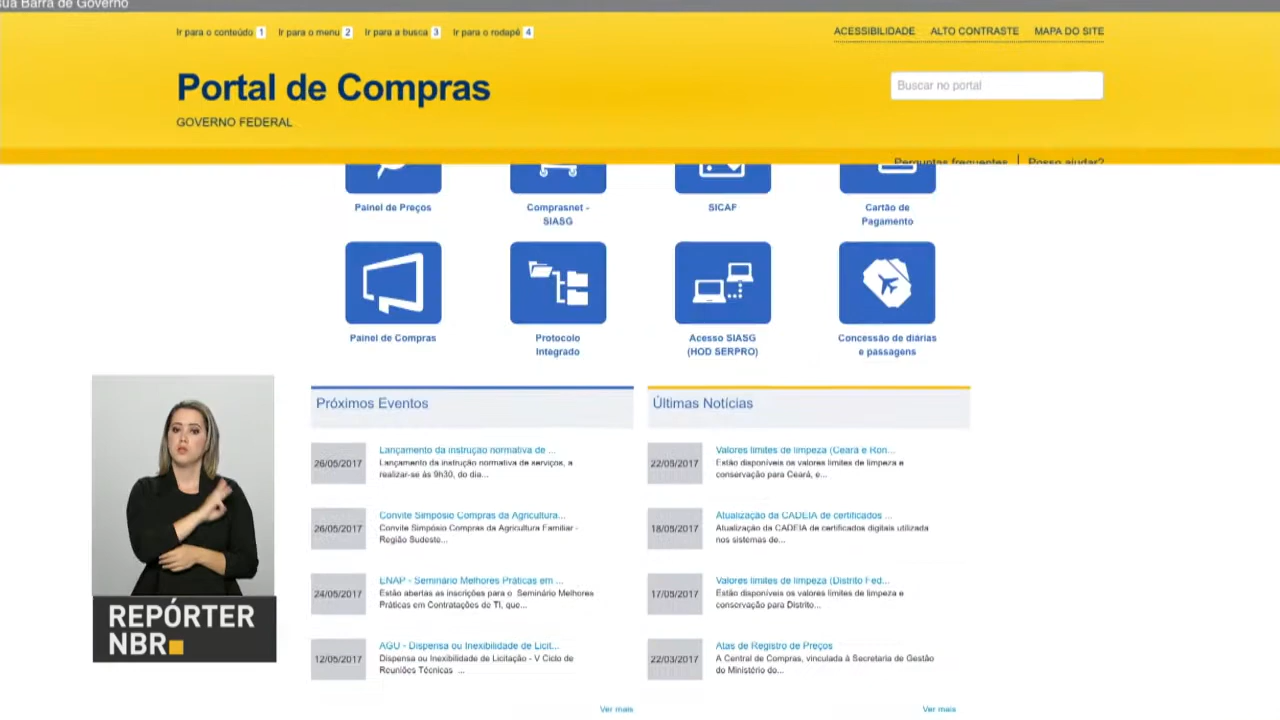 sua Barra de Governo
Ir para o conteúdo 1 Ir para o menu 2 Ir para a busca 3 Ir para o rodapé 4
ACESSIBILIDADE ALTO CONTRASTE MAPA DO SITE
Portal de Compras
Buscar no portal
GOVERNO FEDERAL
Perguntas frequentes | Posso ajudar?
Painel de Preços
Comprasnet -
SIASG
SICAF
Cartão de
Pagamento
Painel de Compras
Protocolo
Integrado
Acesso SIASG
(HOD SERPRO)
Concessão de diárias
e passagens
Próximos Eventos
26/05/2017
Lançamento da instrução normativa de ...
Lançamento da instrução normativa de serviços, a
realizar-se às 9h30, do dia...
26/05/2017
Convite Simpósio Compras da Agricultura...
Convite Simpósio Compras da Agricultura Familiar -
Região Sudeste...
24/05/2017
ENAP - Seminário Melhores Práticas em ...
Estão abertas as inscrições para o Seminário Melhores
Práticas em Contratações de TI, que...
12/05/2017
AGU - Dispensa ou Inexibilidade de Licit...
Dispensa ou Inexibilidade de Licitação - V Ciclo de
Reuniões Técnicas ...
Ver mais
Últimas Notícias
22/05/2017
Valores limites de limpeza (Ceará e Ron...
Estão disponíveis os valores limites de limpeza e
conservação para Ceará, e...
18/05/2017
Atualização da CADEIA de certificados ...
Atualização da CADEIA de certificados digitais utilizada
nos sistemas de...
17/05/2017
Valores limites de limpeza (Distrito Fed...
Estão disponíveis os valores limites de limpeza e
conservação para Distrito...
22/03/2017
Atas de Registro de Preços
A Central de Compras, vinculada à Secretaria de Gestão
do Ministério do...
Ver mais
REPÓRTER
NBR